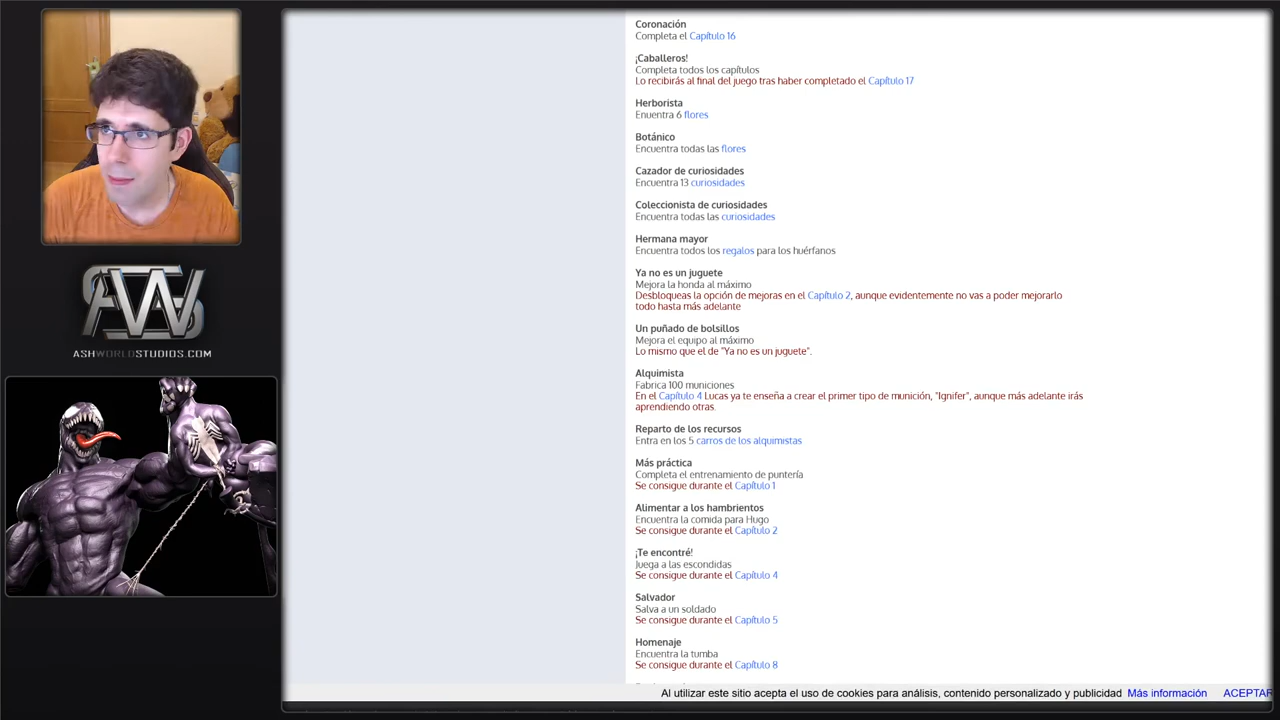 Coronación
Completa el Capítulo 16
¡Caballeros!
Completa todos los capítulos
Lo recibirás al final del juego tras haber completado el Capítulo 17
Herborista
Enuentra 6 flores
Botánico
Encuentra todas las flores
Cazador de curiosidades
Encuentra 13 curiosidades
Coleccionista de curiosidades
Encuentra todas las curiosidades
Hermana mayor
Encuentra todos los regalos para los huérfanos
Ya no es un juguete
Mejora la honda al máximo
Desbloqueas la opción de mejoras en el Capítulo 2, aunque evidentemente no vas a poder mejorarlo
todo hasta más adelante
Un puñado de bolsillos
Mejora el equipo al máximo
Lo mismo que el de "Ya no es un juguete".
Alquimista
Fabrica 100 municiones
En el Capítulo 4 Lucas ya te enseña a crear el primer tipo de munición, "Ignifer", aunque más adelante irás
aprendiendo otras.
Reparto de los recursos
Entra en los 5 carros de los alquimistas
Más práctica
Completa el entrenamiento de puntería
Se consigue durante el Capítulo 1
Alimentar a los hambrientos
Encuentra la comida para Hugo
Se consigue durante el Capítulo 2
¡Te encontré!
Juega a las escondidas
Se consigue durante el Capítulo 4
Salvador
Salva a un soldado
Se consigue durante el Capítulo 5
Homenaje
Encuentra la tumba
Se consigue durante el Capítulo 8
Al utilizar este sitio acepta el uso de cookies para análisis, contenido personalizado y publicidad Más información ACEPTAR
ASHWORLDSTUDIOS.COM